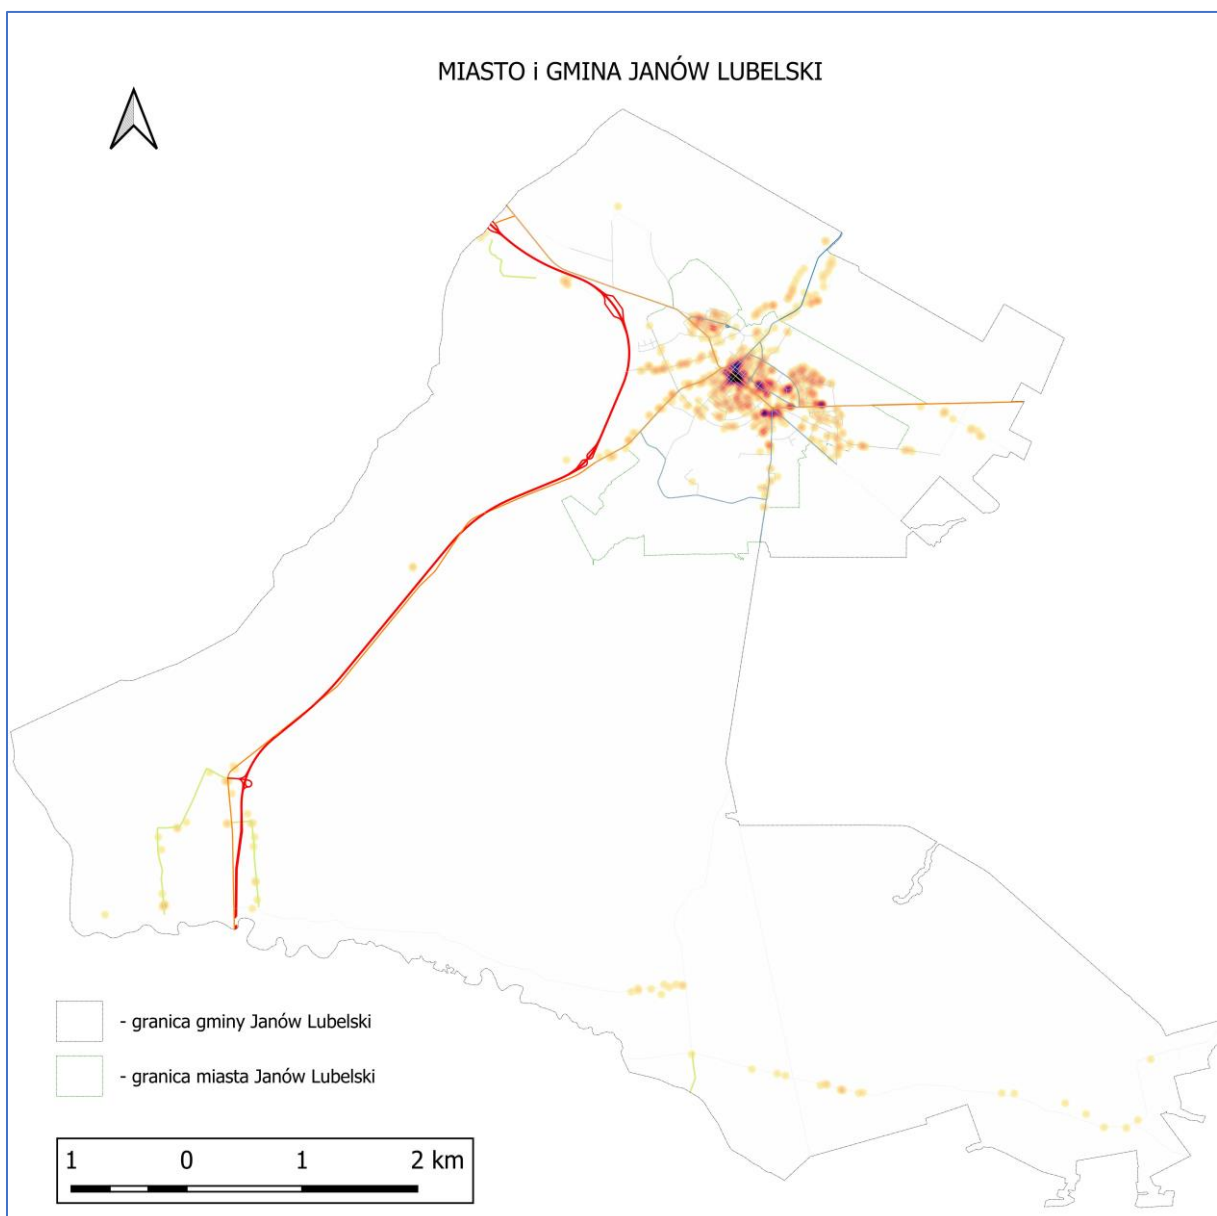 MIASTO i GMINA JANÓW LUBELSKI
- granica gminy Janów Lubelski
- granica miasta Janów Lubelski
1 0 1 2 km